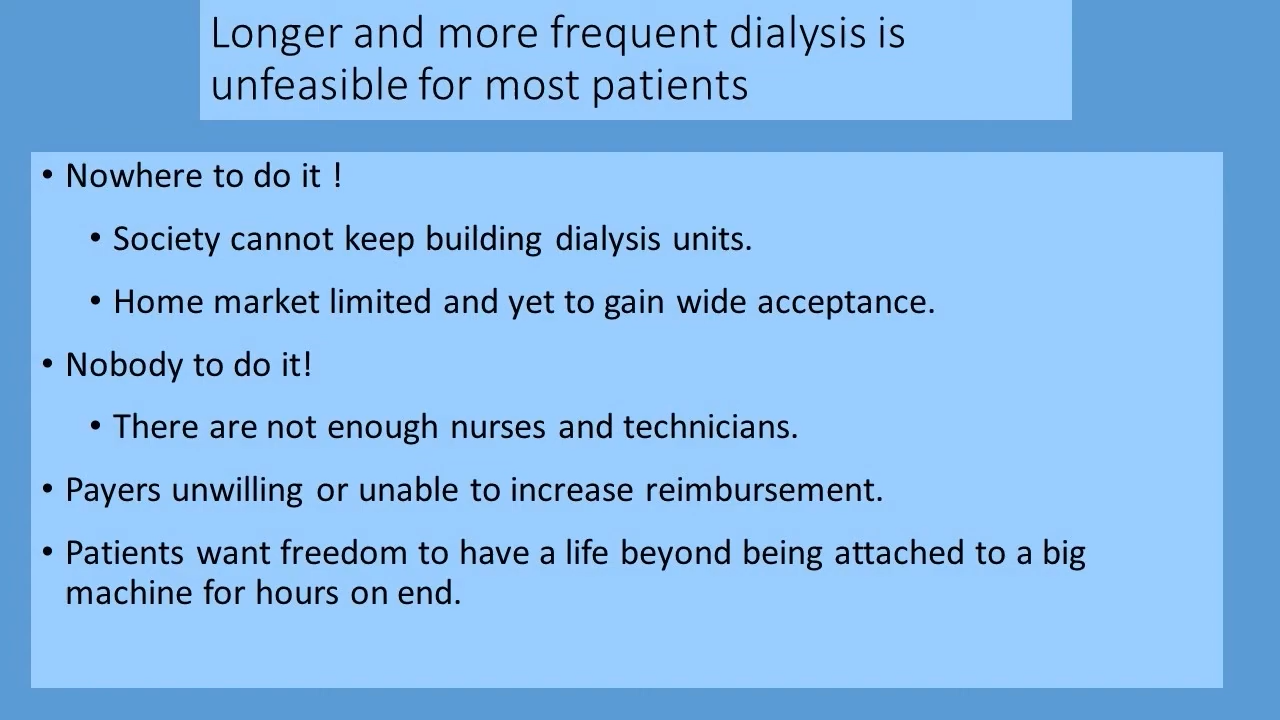 Longer and more frequent dialysis is
unfeasible for most patients
• Nowhere to do it !
• Society cannot keep building dialysis units.
• Home market limited and yet to gain wide acceptance.
• Nobody to do it!
• There are not enough nurses and technicians.
• Payers unwilling or unable to increase reimbursement.
• Patients want freedom to have a life beyond being attached to a big
machine for hours on end.